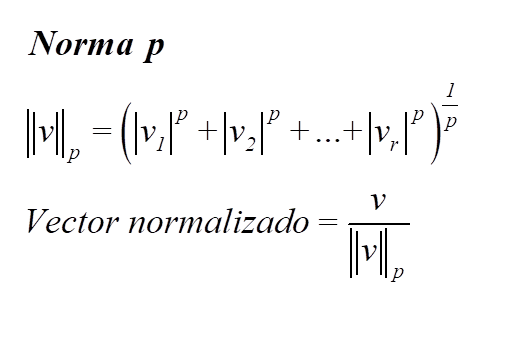 Norma p
‖v‖ₚ = (|v₁|ᵖ + |v₂|ᵖ + ... + |vᵣ|ᵖ)^(1/p)
Vector normalizado = v / ‖v‖ₚ